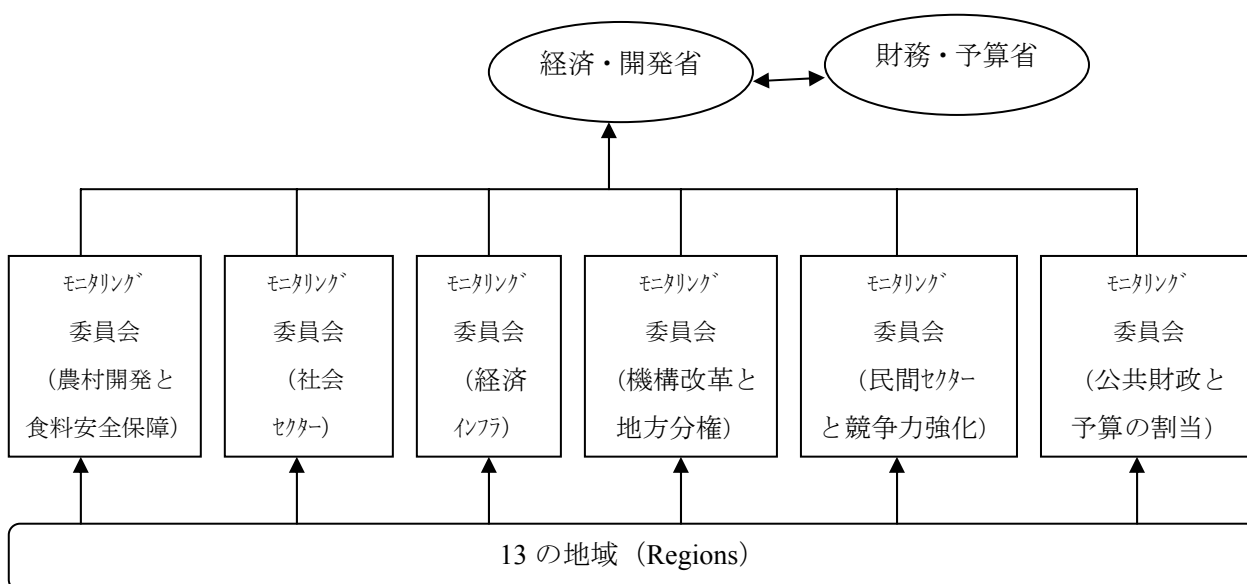 経済・開発省
財務・予算省
ﾓﾆﾀﾘﾝｸﾞ
委員会
（農村開発と
食料安全保障）
ﾓﾆﾀﾘﾝｸﾞ
委員会
（社会
ｾｸﾀｰ）
ﾓﾆﾀﾘﾝｸﾞ
委員会
（経済
ｲﾝﾌﾗ）
ﾓﾆﾀﾘﾝｸﾞ
委員会
（機構改革と
地方分権）
ﾓﾆﾀﾘﾝｸﾞ
委員会
（民間ｾｸﾀｰ
と競争力強化）
ﾓﾆﾀﾘﾝｸﾞ
委員会
（公共財政と
予算の割当）
13 の地域（Regions）